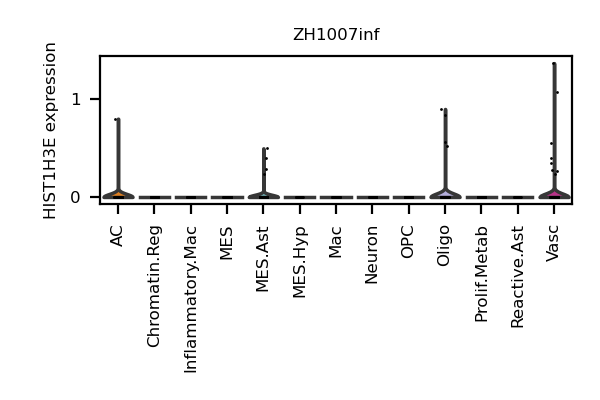 ZH1007inf
HIST1H3E expression
1
0
AC
Chromatin.Reg
Inflammatory.Mac
MES
MES.Ast
MES.Hyp
Mac
Neuron
OPC
Oligo
Prolif.Metab
Reactive.Ast
Vasc